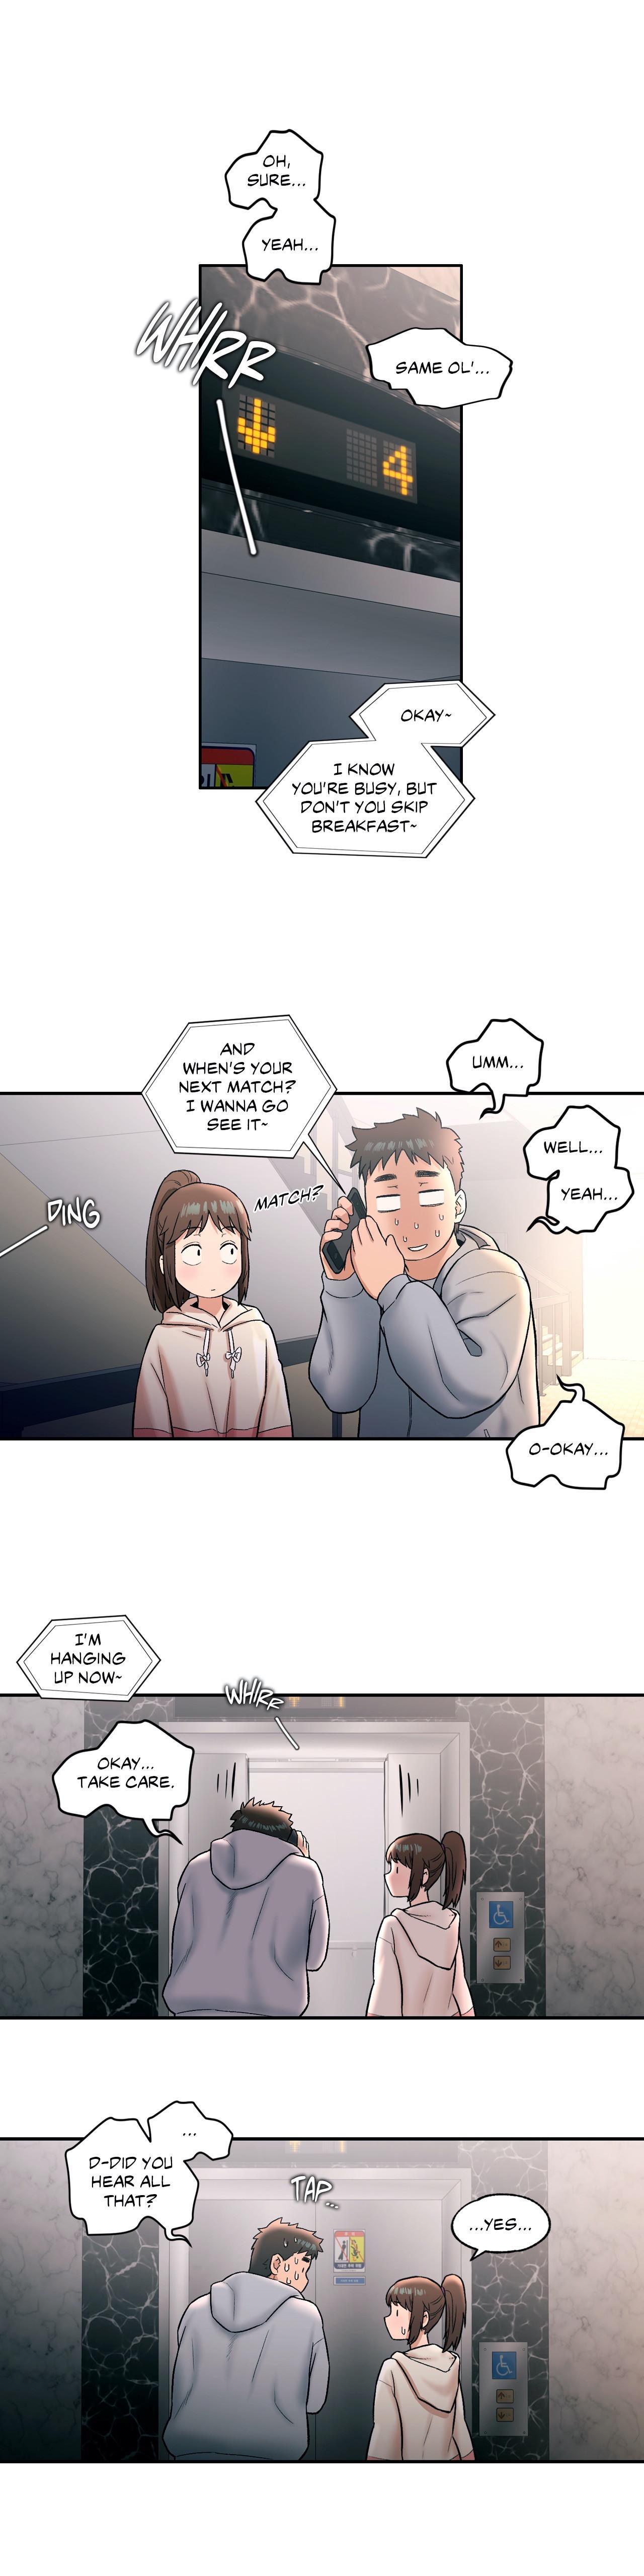 OH,
SURE...
YEAH...
WHIRR
SAME OL'...
4
OKAY~
I KNOW
YOU'RE BUSY, BUT
DON'T YOU SKIP
BREAKFAST~
AND
WHEN'S YOUR
NEXT MATCH?
I WANNA GO
SEE IT~
UMM...
WELL...
YEAH...
MATCH?
DING
O-OKAY...
I'M
HANGING
UP NOW~
WHIRR
OKAY...
TAKE CARE.
...
D-DID YOU
HEAR ALL
THAT?
TAP...
...YES...